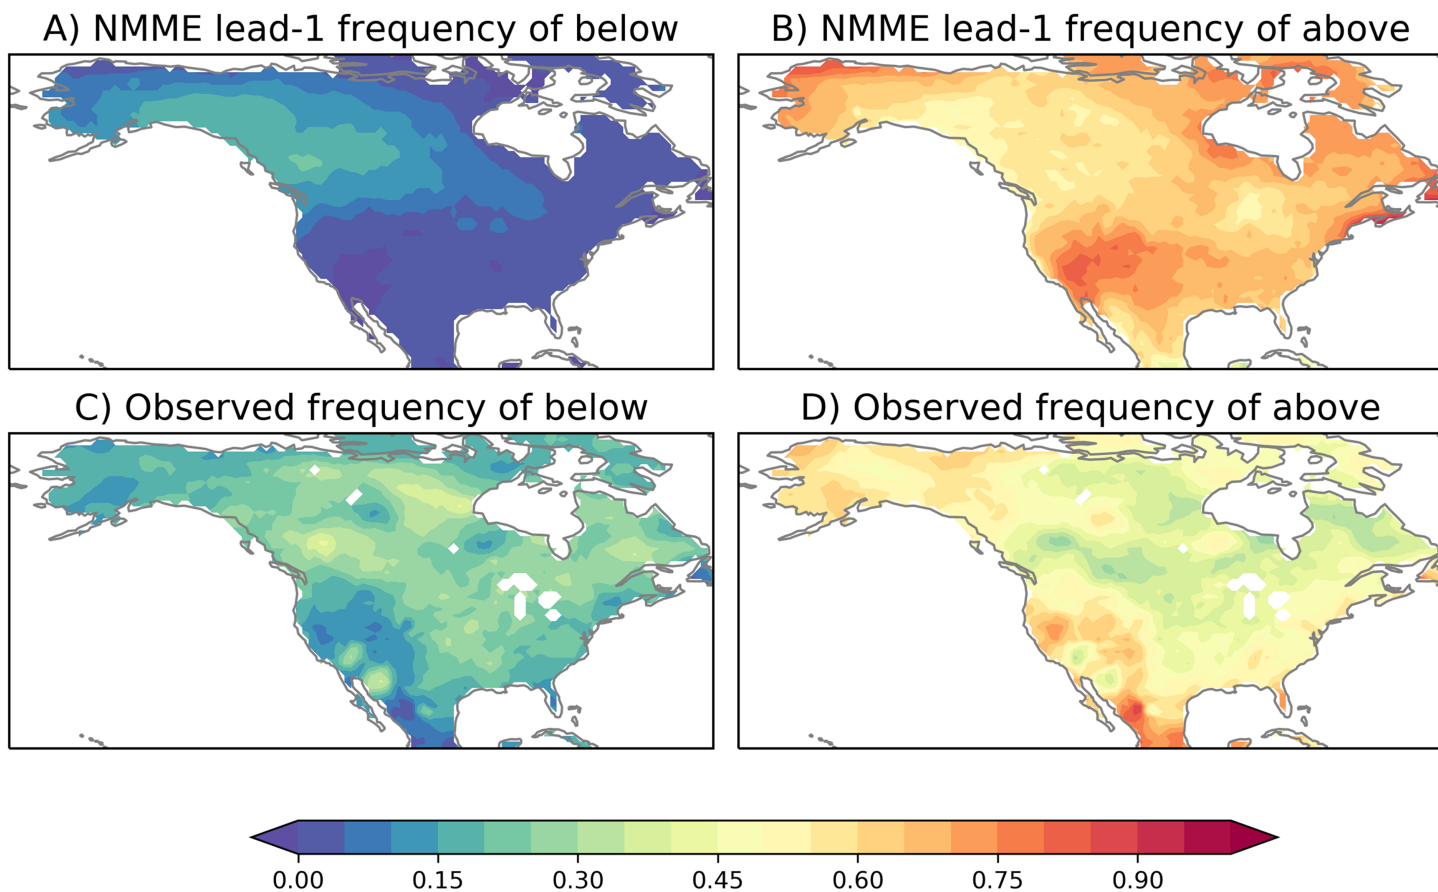 A) NMME lead-1 frequency of below
B) NMME lead-1 frequency of above
C) Observed frequency of below
D) Observed frequency of above
0.00 0.15 0.30 0.45 0.60 0.75 0.90